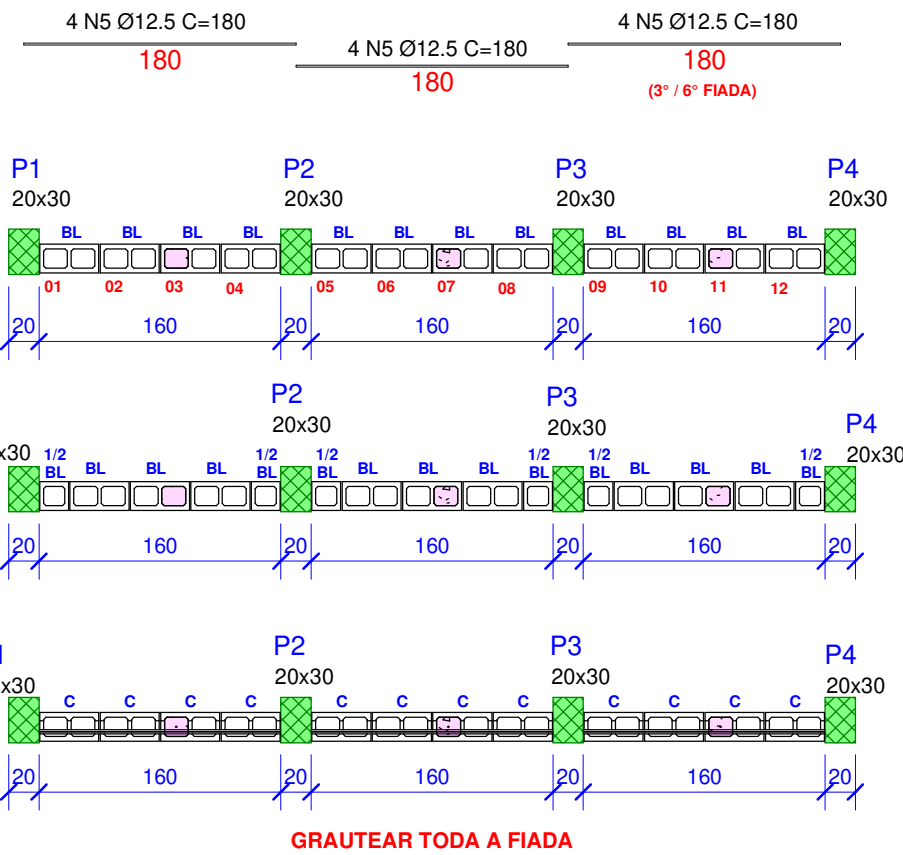 4 N5 Ø12.5 C=180
4 N5 Ø12.5 C=180
4 N5 Ø12.5 C=180
180
180
180
(3° / 6° FIADA)
P1
P2
P3
P4
20x30
20x30
20x30
20x30
BL BL BL BL BL BL BL BL BL BL BL BL
01 02 03 04 05 06 07 08 09 10 11 12
20 160 20 160 20 160 20
P2
P3
P4
20x30
20x30
20x30
x30
1/2 BL BL BL BL 1/2 BL
1/2 BL BL BL BL 1/2 BL
1/2 BL BL BL BL 1/2 BL
20 160 20 160 20 160 20
P2
P3
P4
x30
20x30
20x30
20x30
C C C C C C C C C C C C
20 160 20 160 20 160 20
GRAUTEAR TODA A FIADA